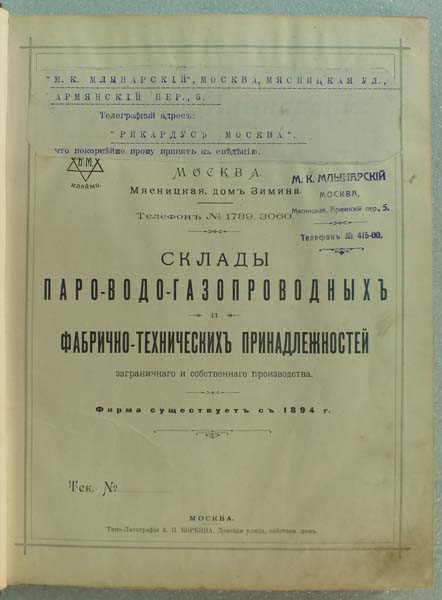 "М. К. МЛЫНАРСКІЙ", МОСКВА, МЯСНИЦКАЯ УЛ.,
АРМЯНСКІЙ ПЕР., 5.
Телеграфный адресъ:
"РИКАРДУСЪ МОСКВА".
что покорнѣйше прошу принять къ свѣдѣнію.
клеймо.
МОСКВА.
Мясницкая, домъ Зимина.
Телефонъ № 1789, 3060.
М. К. МЛЫНАРСКІЙ
МОСКВА,
Мясницкая, Армянскій пер., 5.
Телефонъ № 415-00.
СКЛАДЫ
ПАРО-ВОДО-ГАЗОПРОВОДНЫХЪ
И
ФАБРИЧНО-ТЕХНИЧЕСКИХЪ ПРИНАДЛЕЖНОСТЕЙ
заграничнаго и собственнаго производства.
Фирма существуетъ съ 1894 г.
Тек. №
МОСКВА.
Типо-Литографія А. П. КОРКИНА. Донская улица, собствен. домъ.